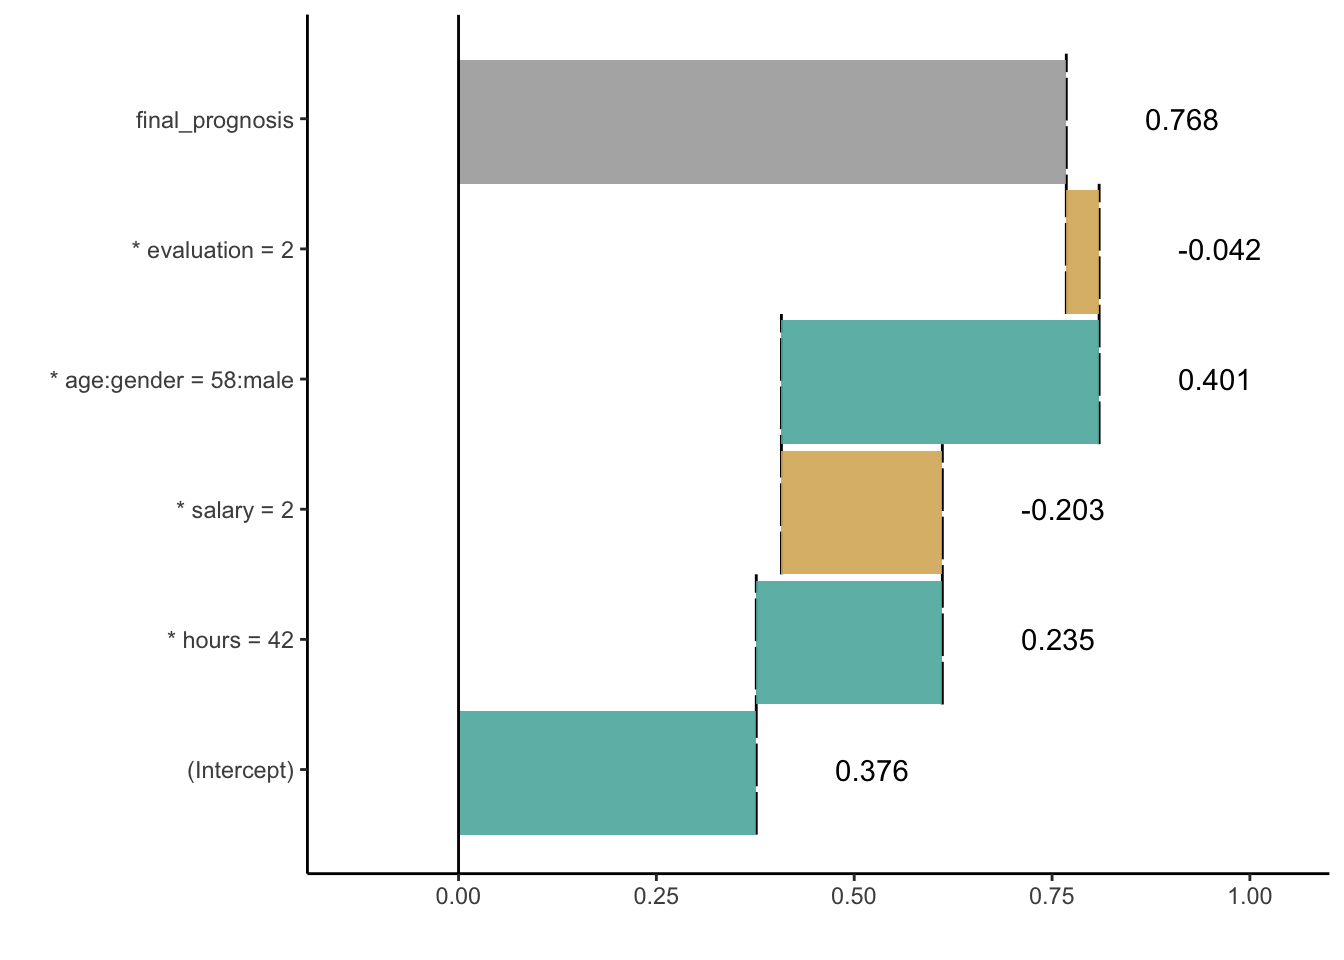 final_prognosis 0.768
* evaluation = 2 -0.042
* age:gender = 58:male 0.401
* salary = 2 -0.203
* hours = 42 0.235
(Intercept) 0.376
0.00 0.25 0.50 0.75 1.00